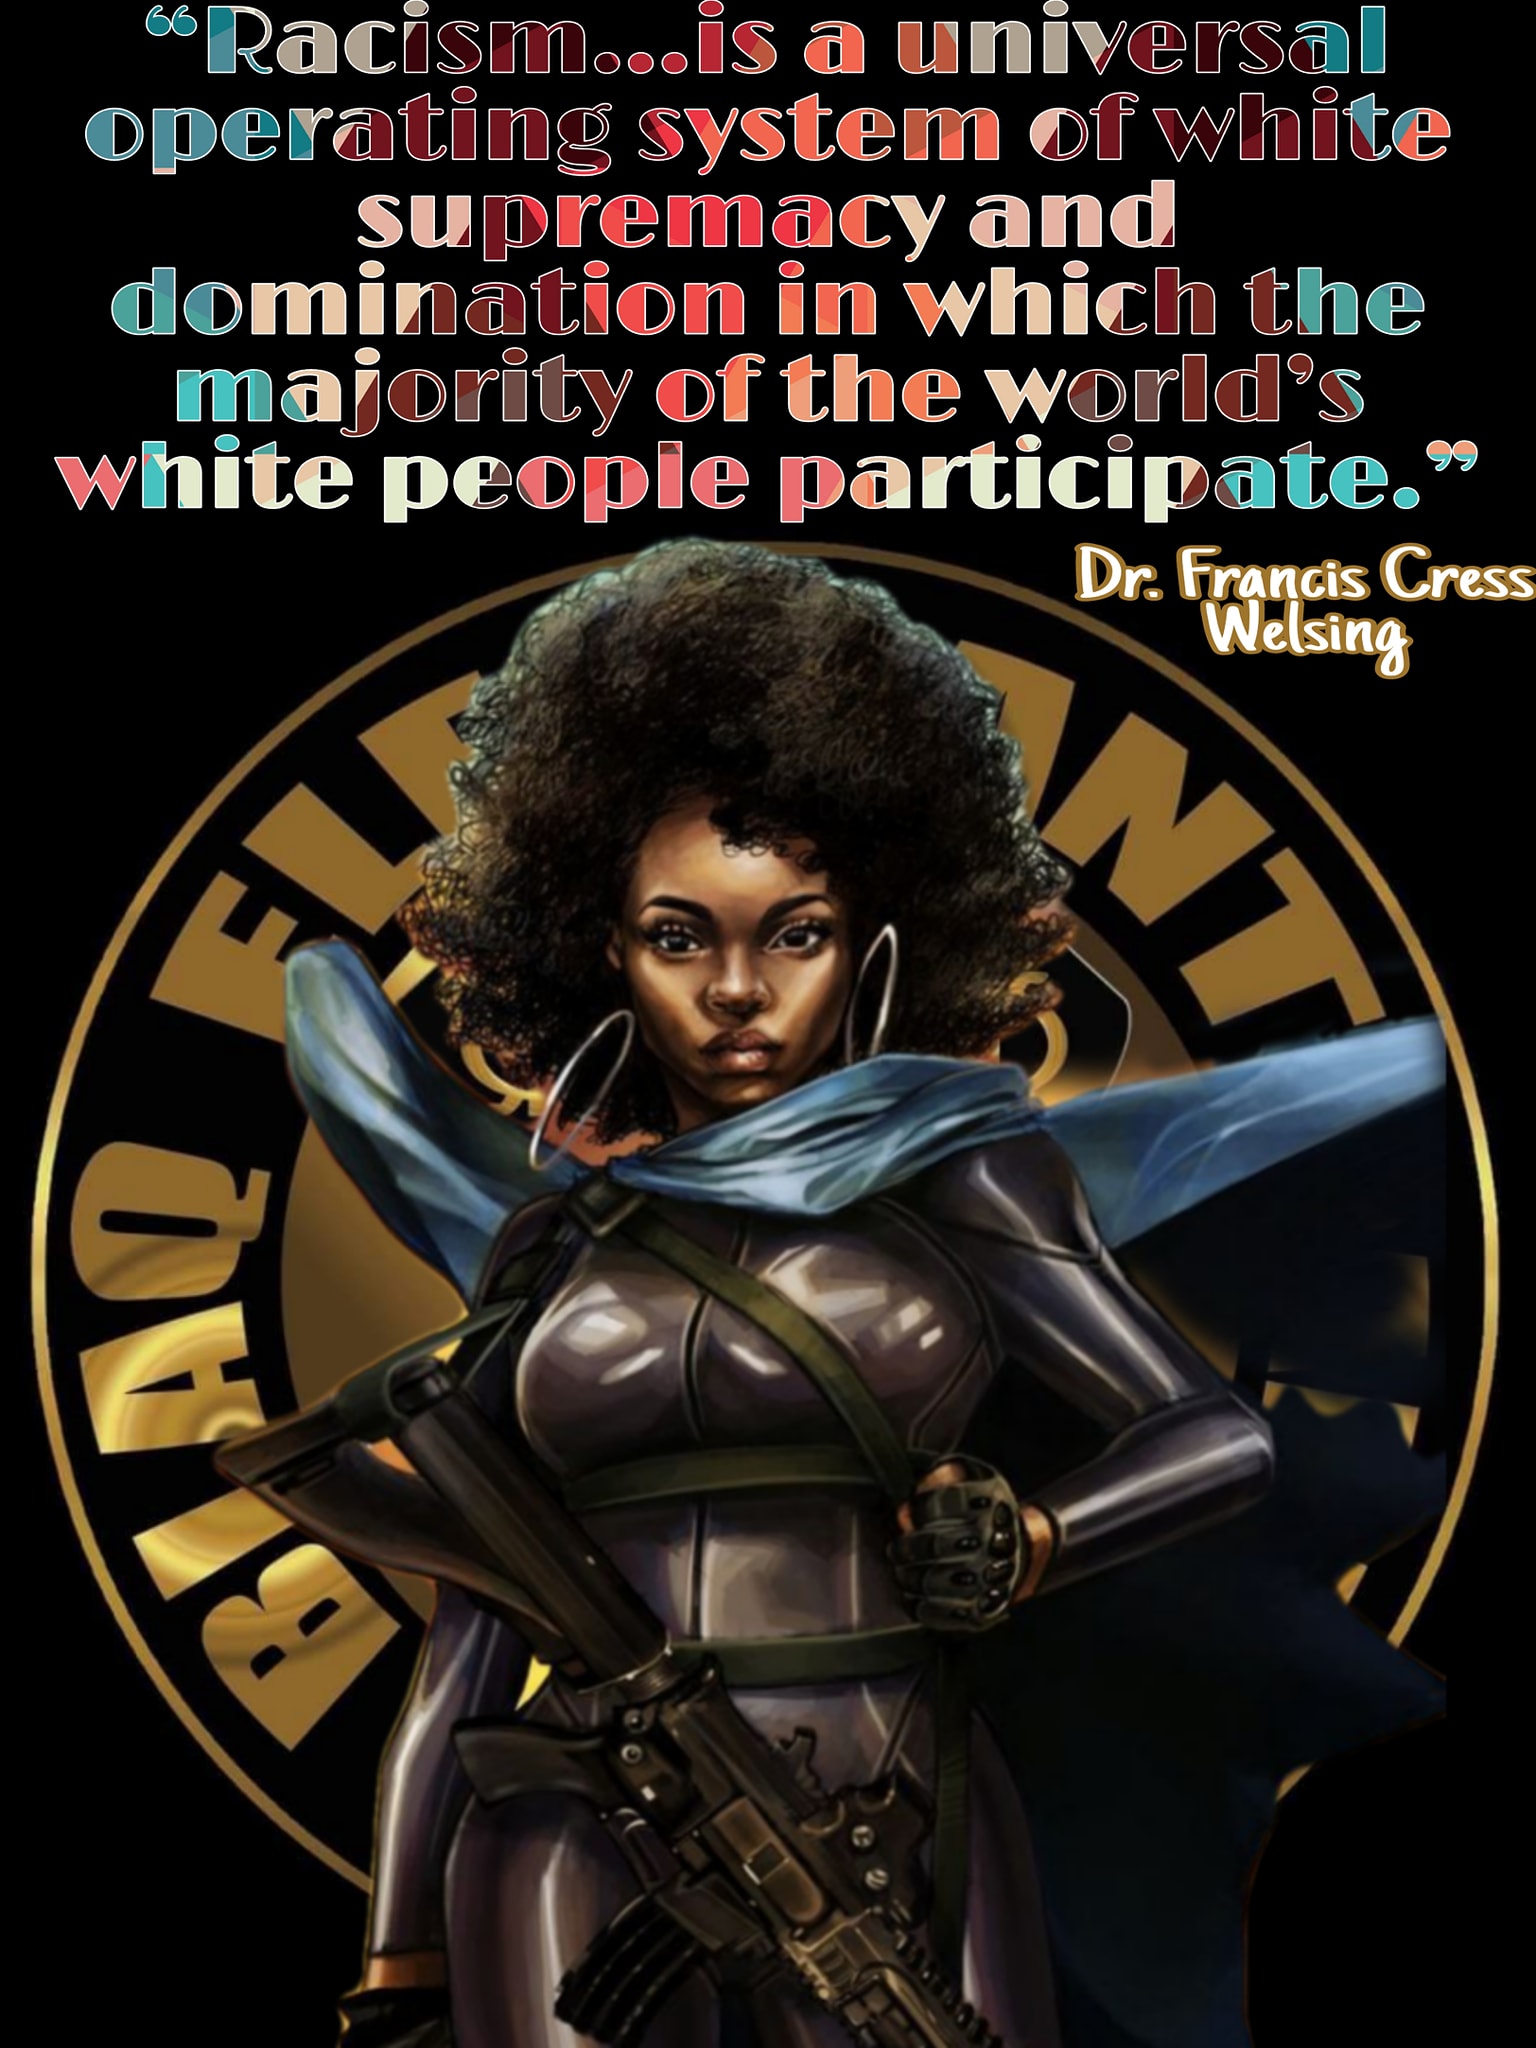 “Racism...is a universal
operating system of white
supremacy and
domination in which the
majority of the world’s
white people participate.”
Dr. Francis Cress
Welsing
BLAQ